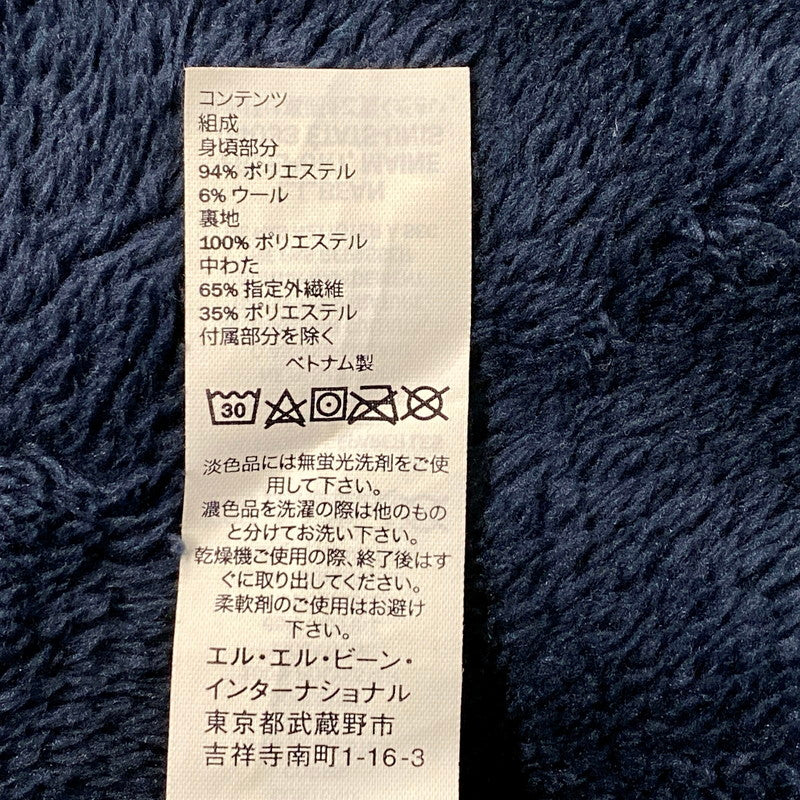 コンテンツ
組成
身頃部分
94% ポリエステル
6% ウール
裏地
100% ポリエステル
中わた
65% 指定外繊維
35% ポリエステル
付属部分を除く
ベトナム製
30
淡色品には無蛍光洗剤をご使
用して下さい。
濃色品を洗濯の際は他のもの
と分けてお洗い下さい。
乾燥機ご使用の際、終了後はす
ぐに取り出してください。
柔軟剤のご使用はお避け
下さい。
エル・エル・ビーン・
インターナショナル
東京都武蔵野市
吉祥寺南町1-16-3